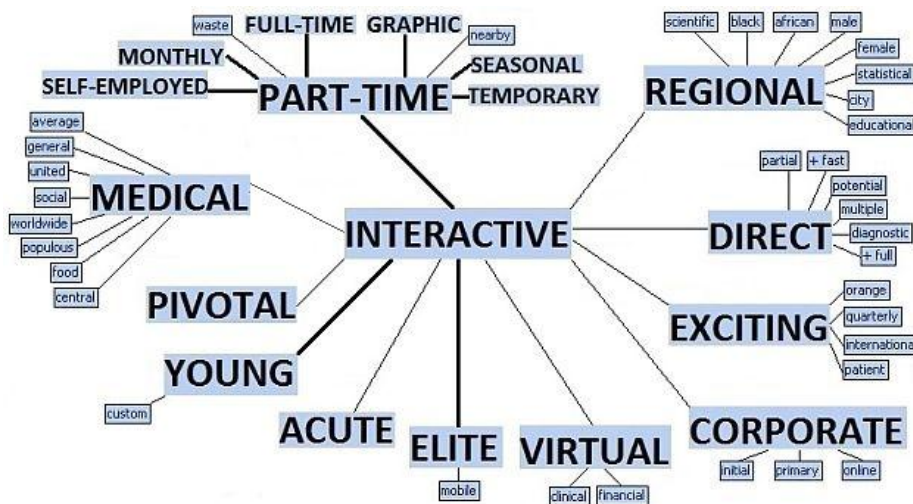 waste
FULL-TIME
GRAPHIC
nearby
MONTHLY
SEASONAL
SELF-EMPLOYED
PART-TIME
TEMPORARY
scientific
black
african
male
female
REGIONAL
statistical
city
educational
average
general
united
MEDICAL
social
worldwide
populous
food
central
INTERACTIVE
partial
+ fast
potential
multiple
DIRECT
diagnostic
+ full
PIVOTAL
orange
quarterly
EXCITING
international
patient
YOUNG
custom
ACUTE
ELITE
mobile
VIRTUAL
clinical
financial
CORPORATE
initial
primary
online